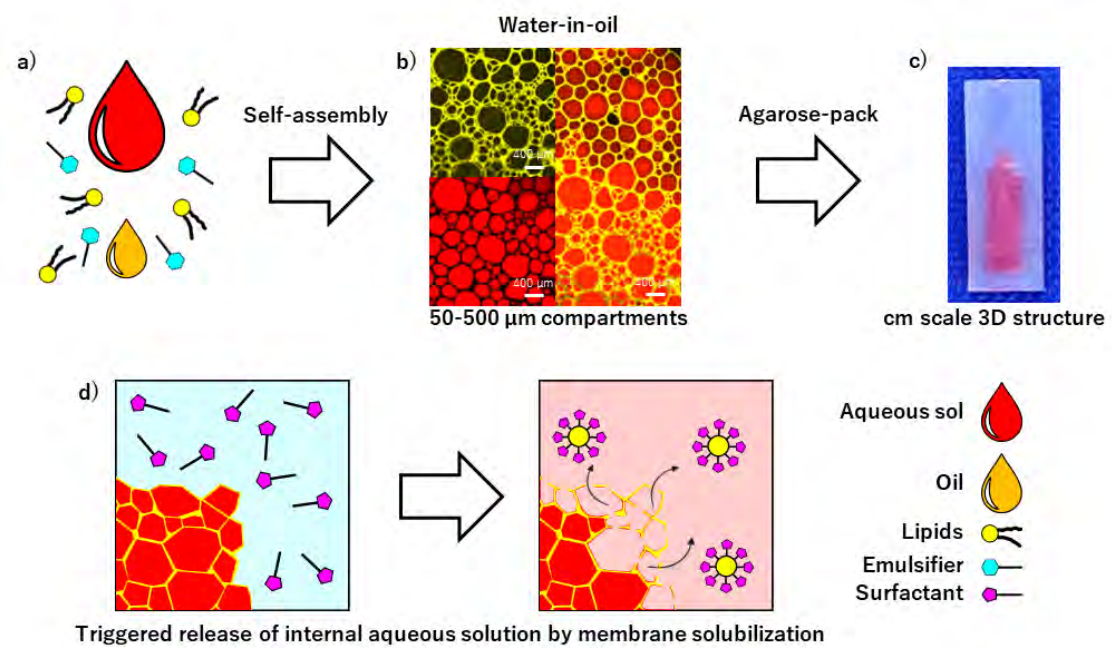 Water-in-oil
a)
b)
c)
Self-assembly
Agarose-pack
400 µm
400 µm
400 µm
50-500 µm compartments
cm scale 3D structure
d)
Aqueous sol
Oil
Lipids
Emulsifier
Surfactant
Triggered release of internal aqueous solution by membrane solubilization